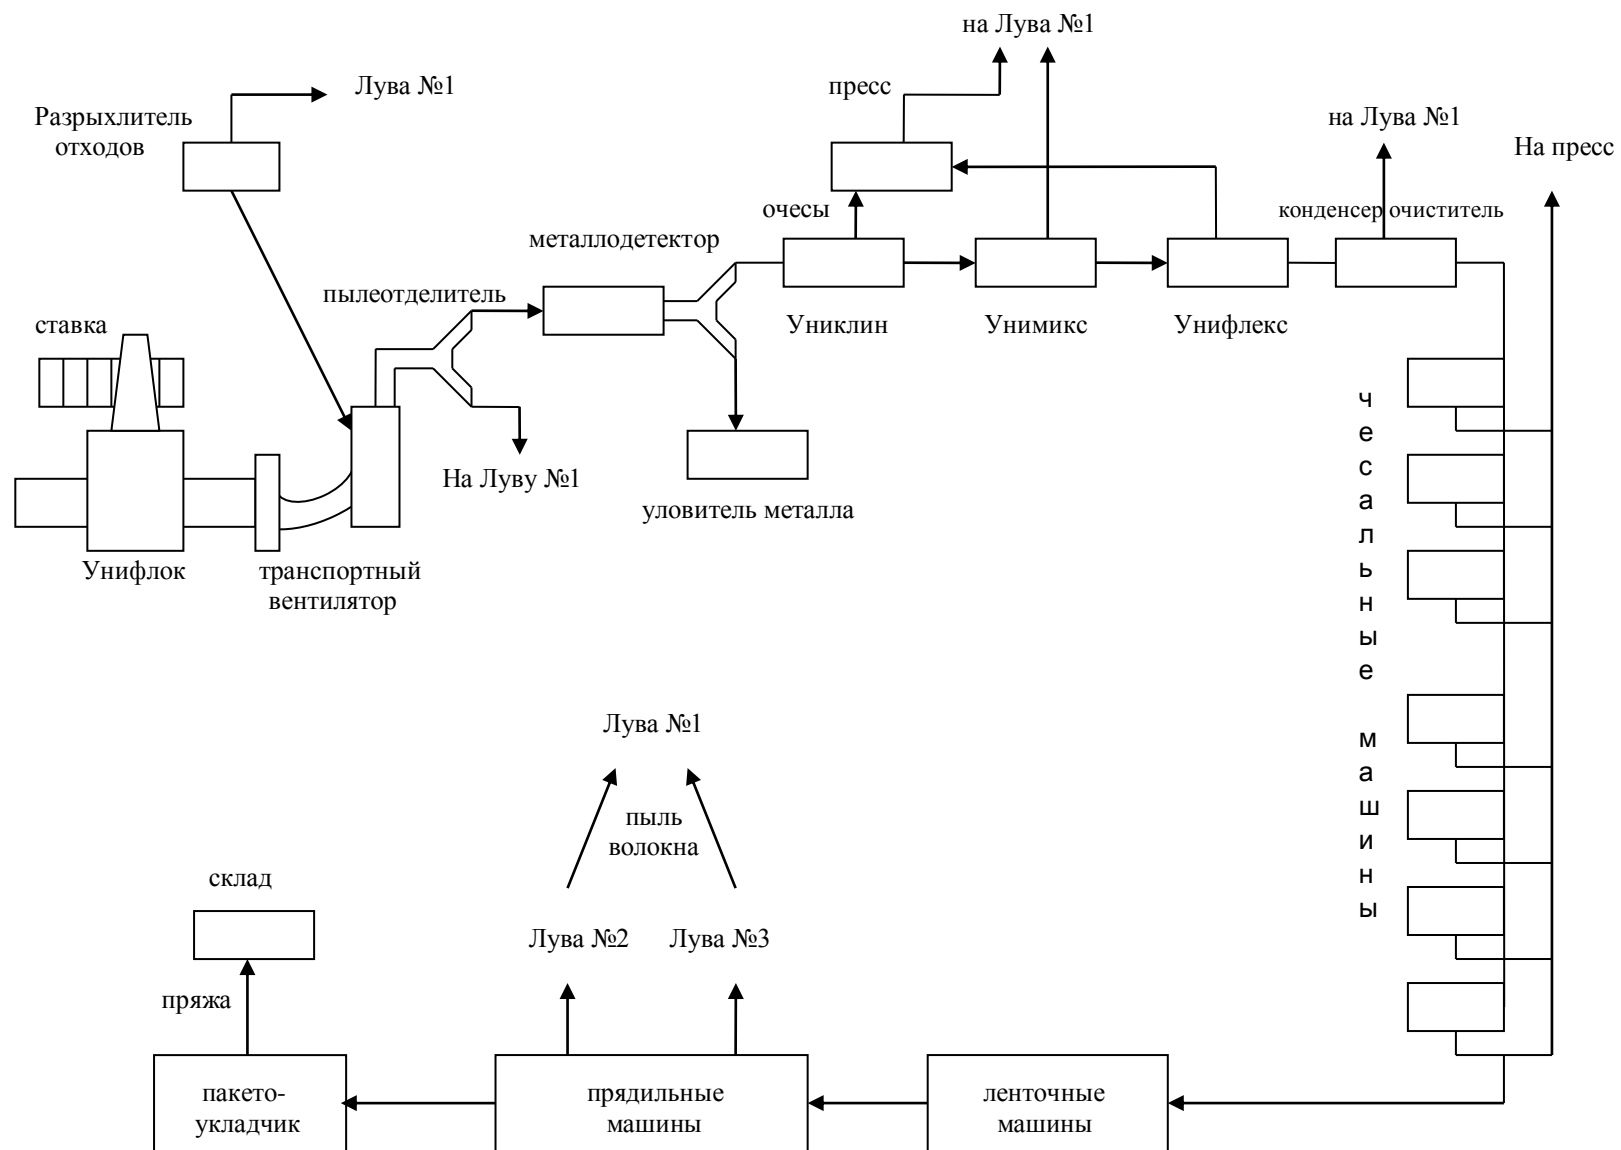 на Лува №1
Лува №1
пресс
Разрыхлитель
отходов
на Лува №1
На пресс
очесы
конденсер очиститель
металлодетектор
пылеотделитель
ставка
Униклин
Унимикс
Унифлекс
чесальные машины
На Луву №1
уловитель металла
Унифлок
транспортный
вентилятор
Лува №1
пыль
волокна
склад
Лува №2
Лува №3
пряжа
пакето-
укладчик
прядильные
машины
ленточные
машины